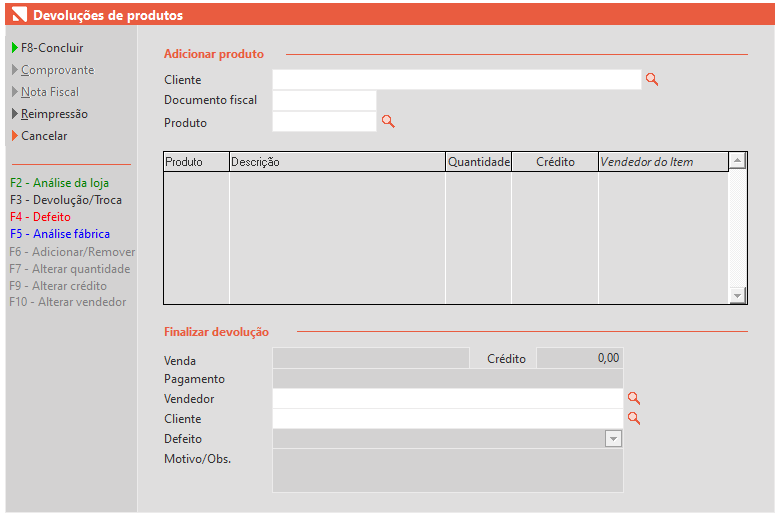 Devoluções de produtos
F8-Concluir
Comprovante
Nota Fiscal
Reimpressão
Cancelar
F2 - Análise da loja
F3 - Devolução/Troca
F4 - Defeito
F5 - Análise fábrica
F6 - Adicionar/Remover
F7 - Alterar quantidade
F9 - Alterar crédito
F10 - Alterar vendedor
Adicionar produto
Cliente
Documento fiscal
Produto
Produto Descrição Quantidade Crédito Vendedor do Item
Finalizar devolução
Venda Crédito 0,00
Pagamento
Vendedor
Cliente
Defeito
Motivo/Obs.